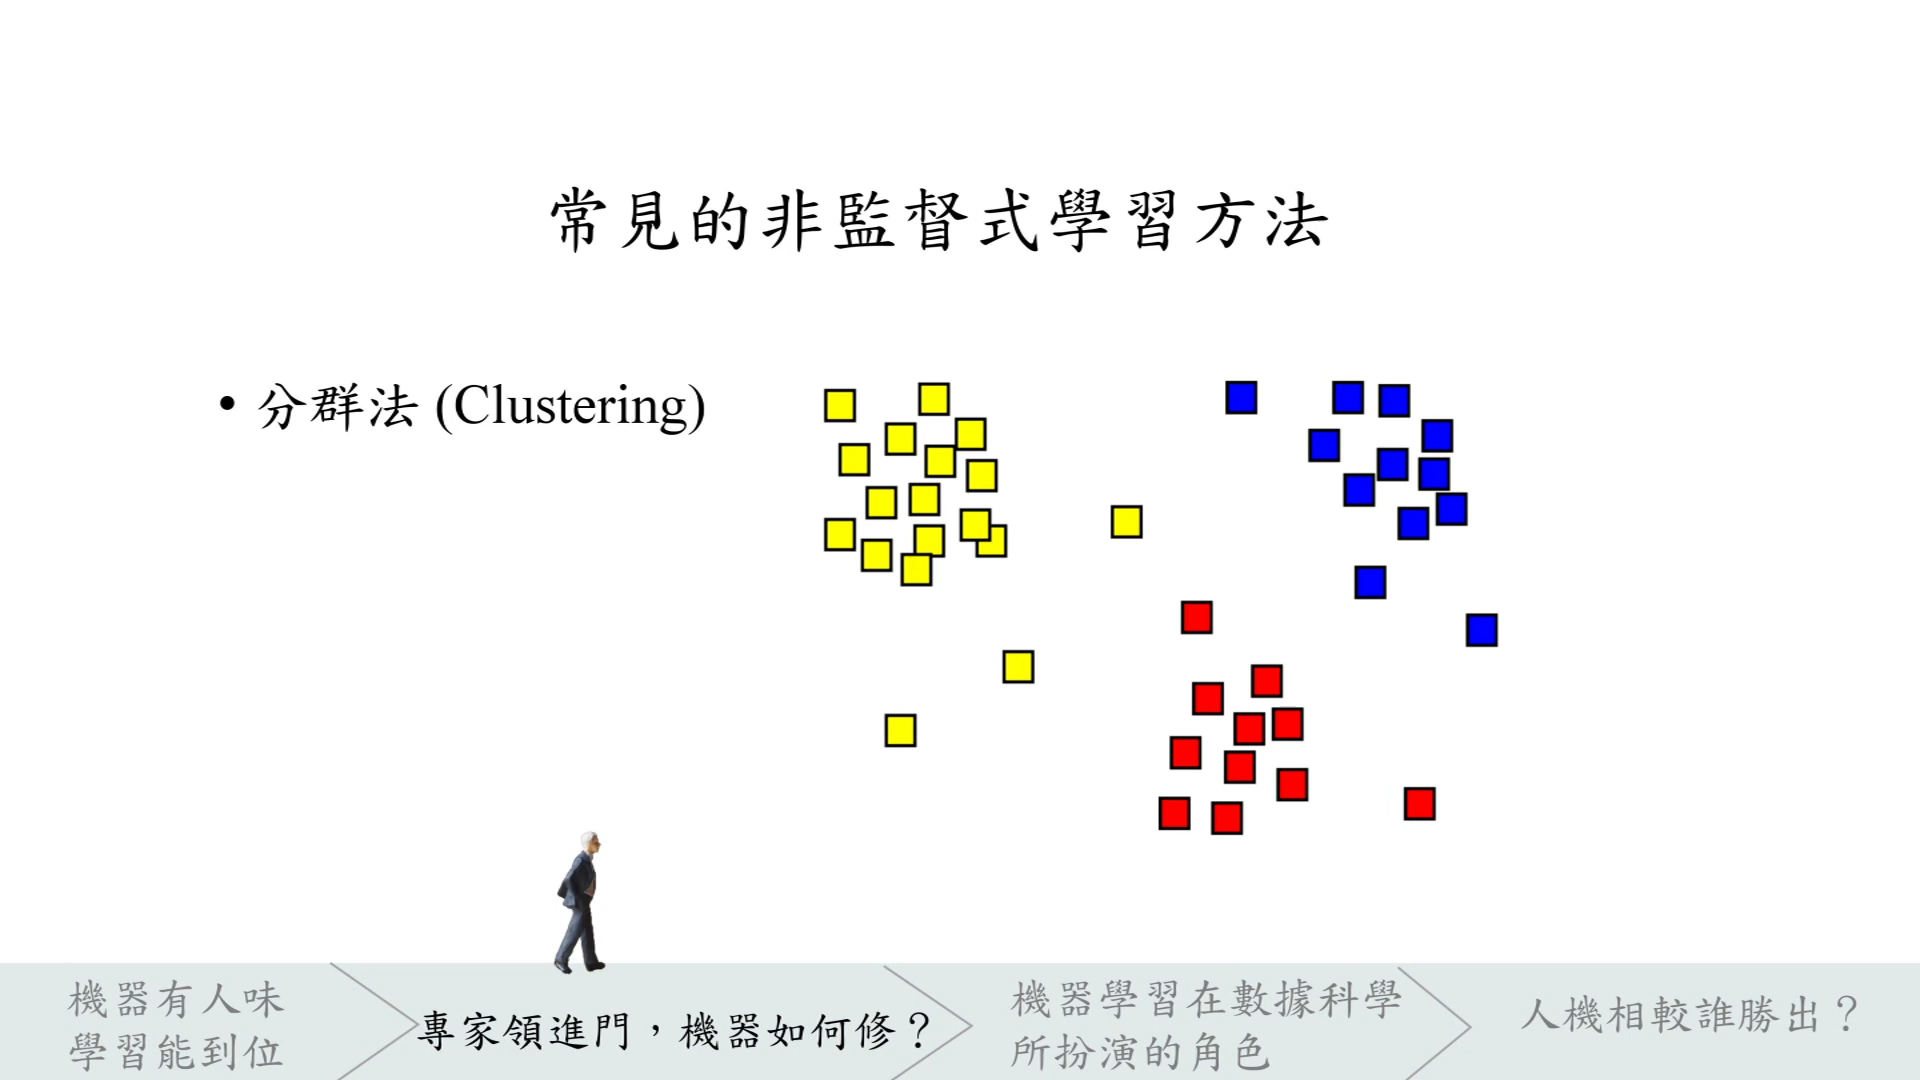 常見的非監督式學習方法
• 分群法 (Clustering)
機器有人味
學習能到位
專家領進門，機器如何修？
機器學習在數據科學
所扮演的角色
人機相較誰勝出？